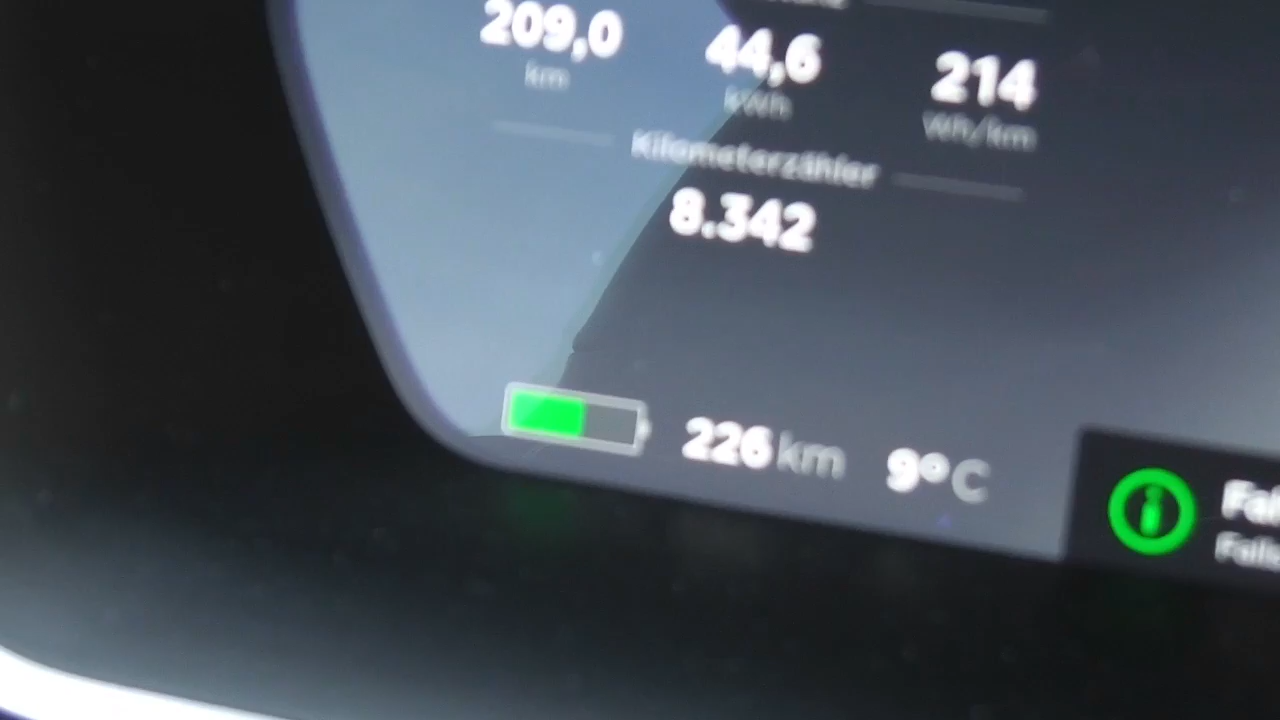 209,0 44,6 214
km kWh Wh/km
Kilometerzähler
8.342
226 km 9°C